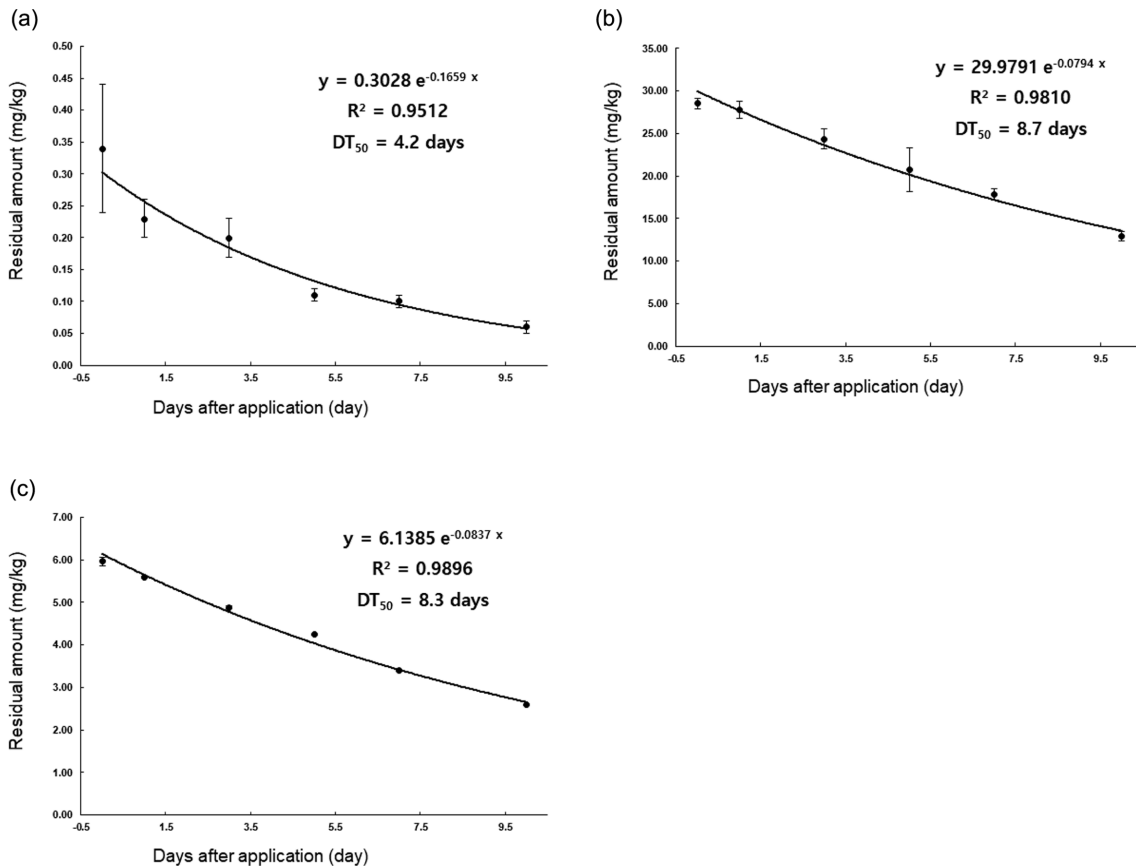 (a)
Residual amount (mg/kg)
0.50
0.45
0.40
0.35
0.30
0.25
0.20
0.15
0.10
0.05
0.00
y = 0.3028 e-0.1659 x
R2 = 0.9512
DT50 = 4.2 days
-0.5 1.5 3.5 5.5 7.5 9.5
Days after application (day)
(b)
Residual amount (mg/kg)
35.00
30.00
25.00
20.00
15.00
10.00
5.00
0.00
y = 29.9791 e-0.0794 x
R2 = 0.9810
DT50 = 8.7 days
-0.5 1.5 3.5 5.5 7.5 9.5
Days after application (day)
(c)
Residual amount (mg/kg)
7.00
6.00
5.00
4.00
3.00
2.00
1.00
0.00
y = 6.1385 e-0.0837 x
R2 = 0.9896
DT50 = 8.3 days
-0.5 1.5 3.5 5.5 7.5 9.5
Days after application (day)